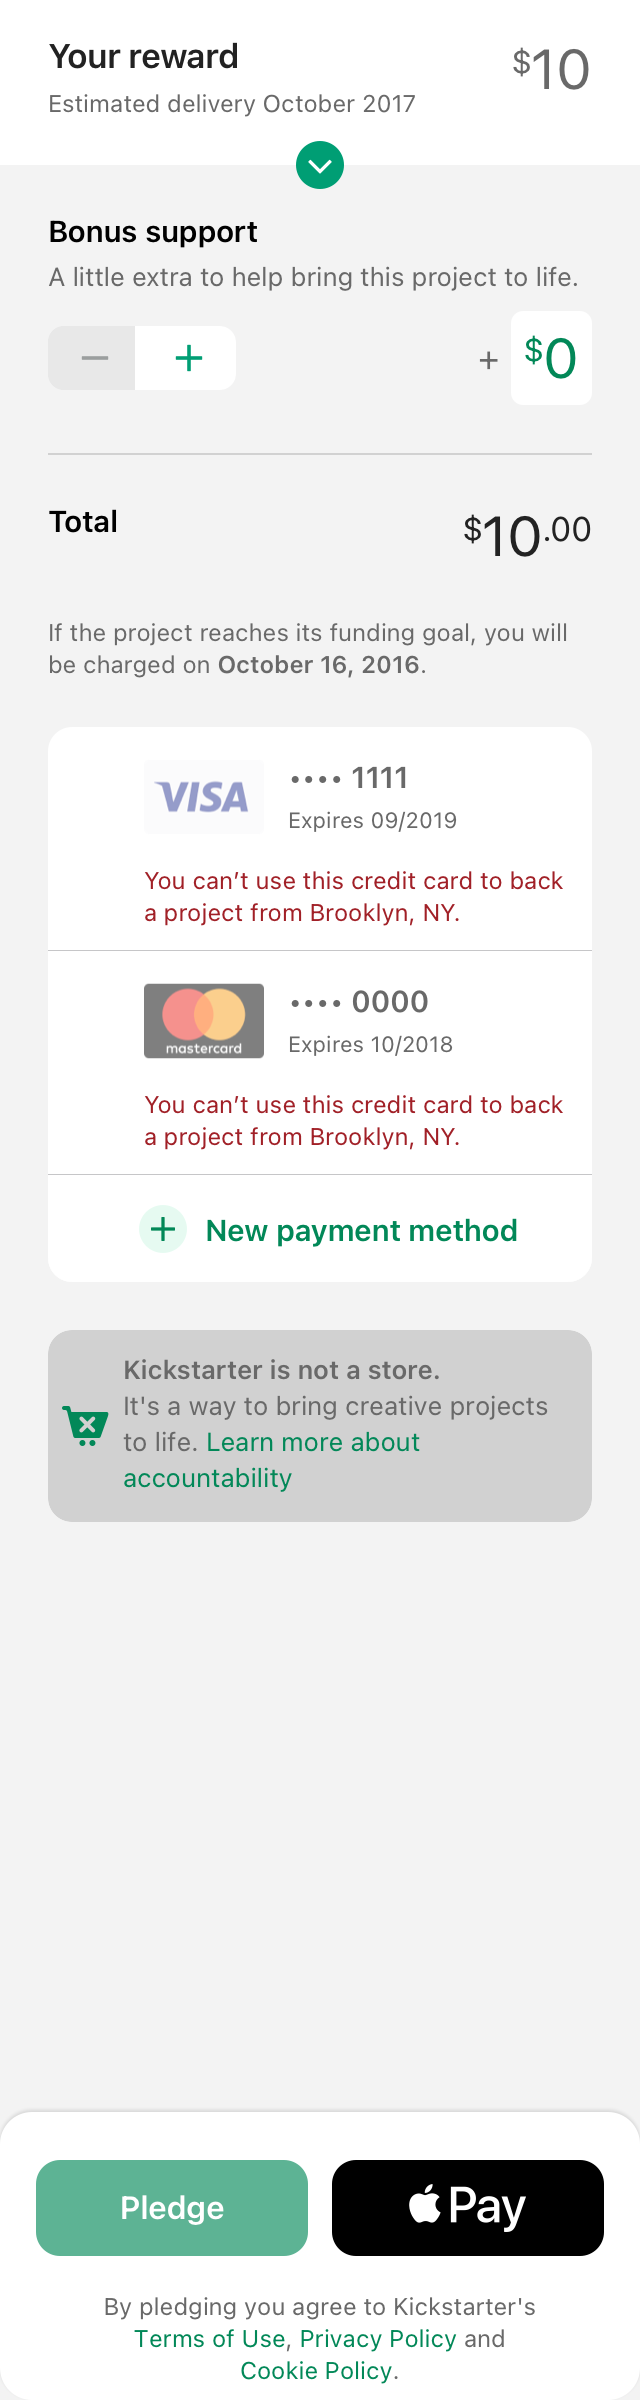 Your reward
$10
Estimated delivery October 2017
Bonus support
A little extra to help bring this project to life.
− +
+ $0
Total
$10.00
If the project reaches its funding goal, you will
be charged on October 16, 2016.
VISA
•••• 1111
Expires 09/2019
You can’t use this credit card to back
a project from Brooklyn, NY.
mastercard
•••• 0000
Expires 10/2018
You can’t use this credit card to back
a project from Brooklyn, NY.
+ New payment method
Kickstarter is not a store.
It's a way to bring creative projects
to life. Learn more about
accountability
Pledge
Pay
By pledging you agree to Kickstarter's
Terms of Use, Privacy Policy and
Cookie Policy.